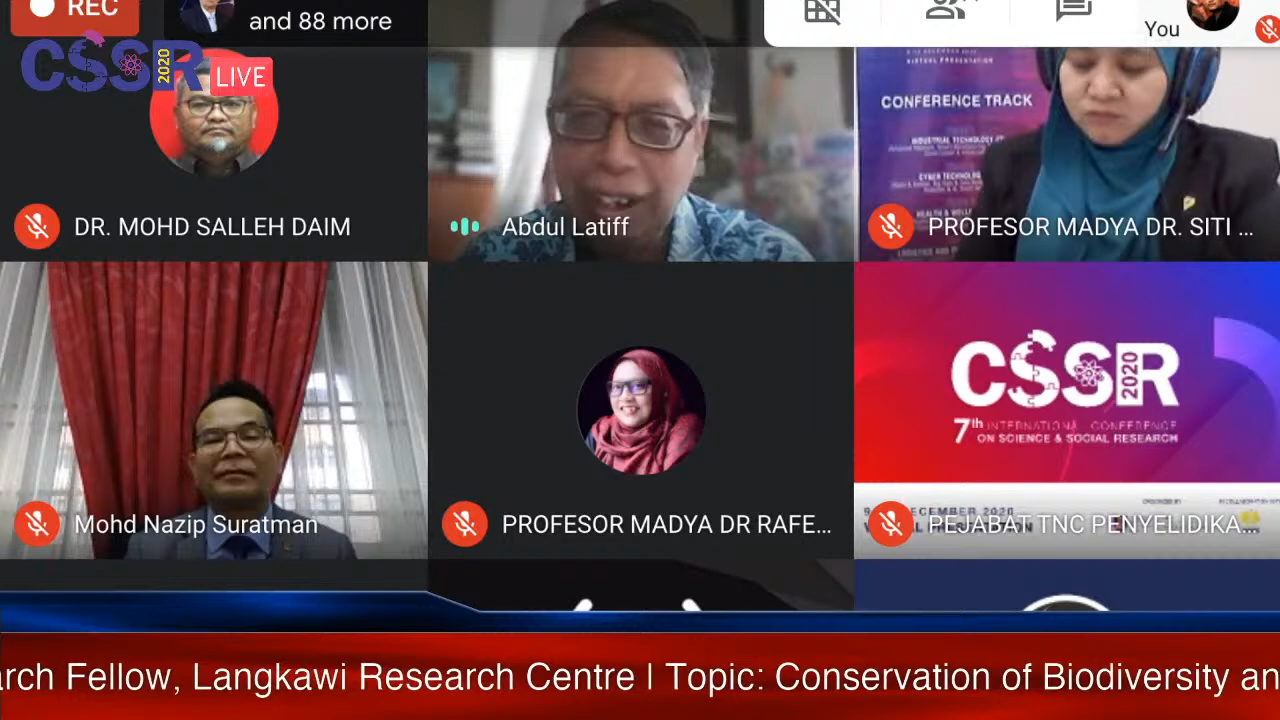 REC
and 88 more
You
CSSR 2020
LIVE
CONFERENCE TRACK
DR. MOHD SALLEH DAIM
Abdul Latiff
PROFESOR MADYA DR. SITI ...
CSSR 2020
7th INTERNATIONAL CONFERENCE
ON SCIENCE & SOCIAL RESEARCH
Mohd Nazip Suratman
PROFESOR MADYA DR RAFE...
PEJABAT TNC PENYELIDIKA...
ECEMBER 2020
rch Fellow, Langkawi Research Centre | Topic: Conservation of Biodiversity an